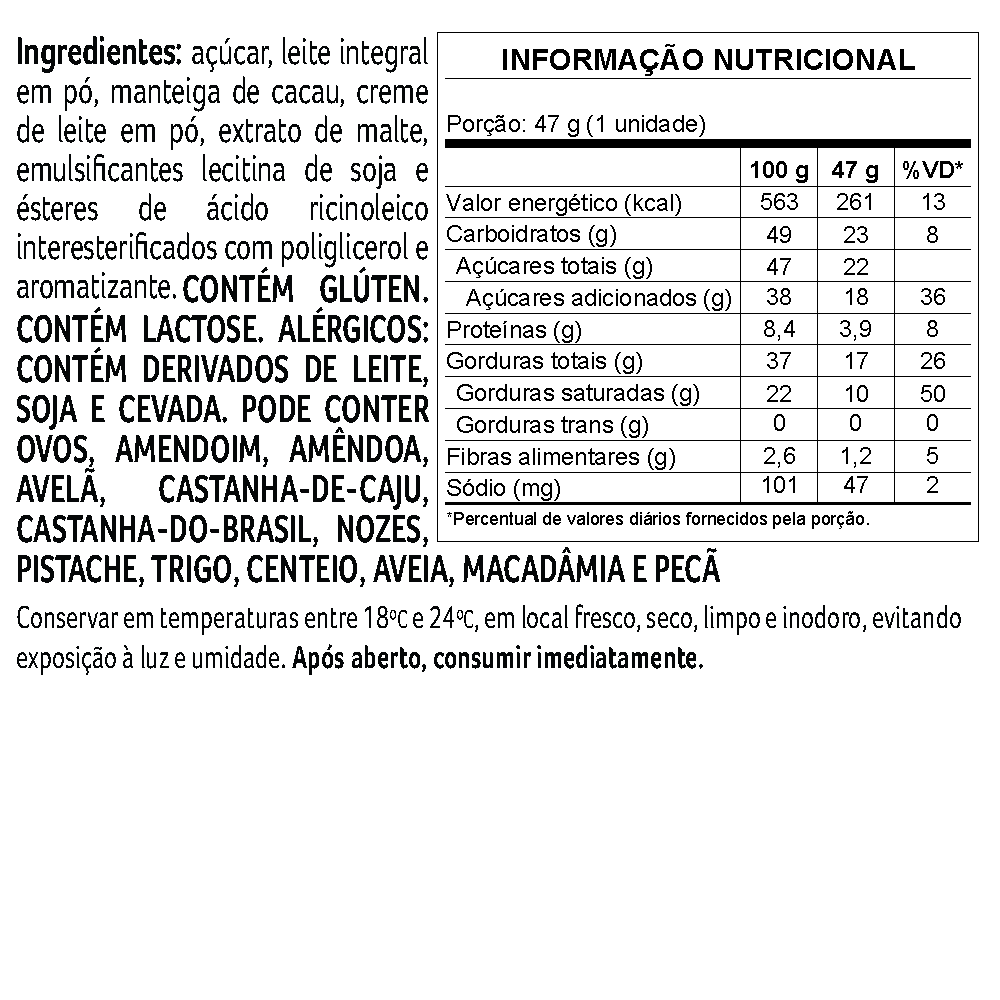 Ingredientes: açúcar, leite integral
em pó, manteiga de cacau, creme
de leite em pó, extrato de malte,
emulsificantes lecitina de soja e
ésteres de ácido ricinoleico
interesterificados com poliglicerol e
aromatizante. CONTÉM GLÚTEN.
CONTÉM LACTOSE. ALÉRGICOS:
CONTÉM DERIVADOS DE LEITE,
SOJA E CEVADA. PODE CONTER
OVOS, AMENDOIM, AMÊNDOA,
AVELÃ, CASTANHA-DE-CAJU,
CASTANHA-DO-BRASIL, NOZES,
PISTACHE, TRIGO, CENTEIO, AVEIA, MACADÂMIA E PECÃ
INFORMAÇÃO NUTRICIONAL
Porção: 47 g (1 unidade)
100 g 47 g %VD*
Valor energético (kcal) 563 261 13
Carboidratos (g) 49 23 8
Açúcares totais (g) 47 22
Açúcares adicionados (g) 38 18 36
Proteínas (g) 8,4 3,9 8
Gorduras totais (g) 37 17 26
Gorduras saturadas (g) 22 10 50
Gorduras trans (g) 0 0 0
Fibras alimentares (g) 2,6 1,2 5
Sódio (mg) 101 47 2
*Percentual de valores diários fornecidos pela porção.
Conservar em temperaturas entre 18ºC e 24ºC, em local fresco, seco, limpo e inodoro, evitando
exposição à luz e umidade. Após aberto, consumir imediatamente.